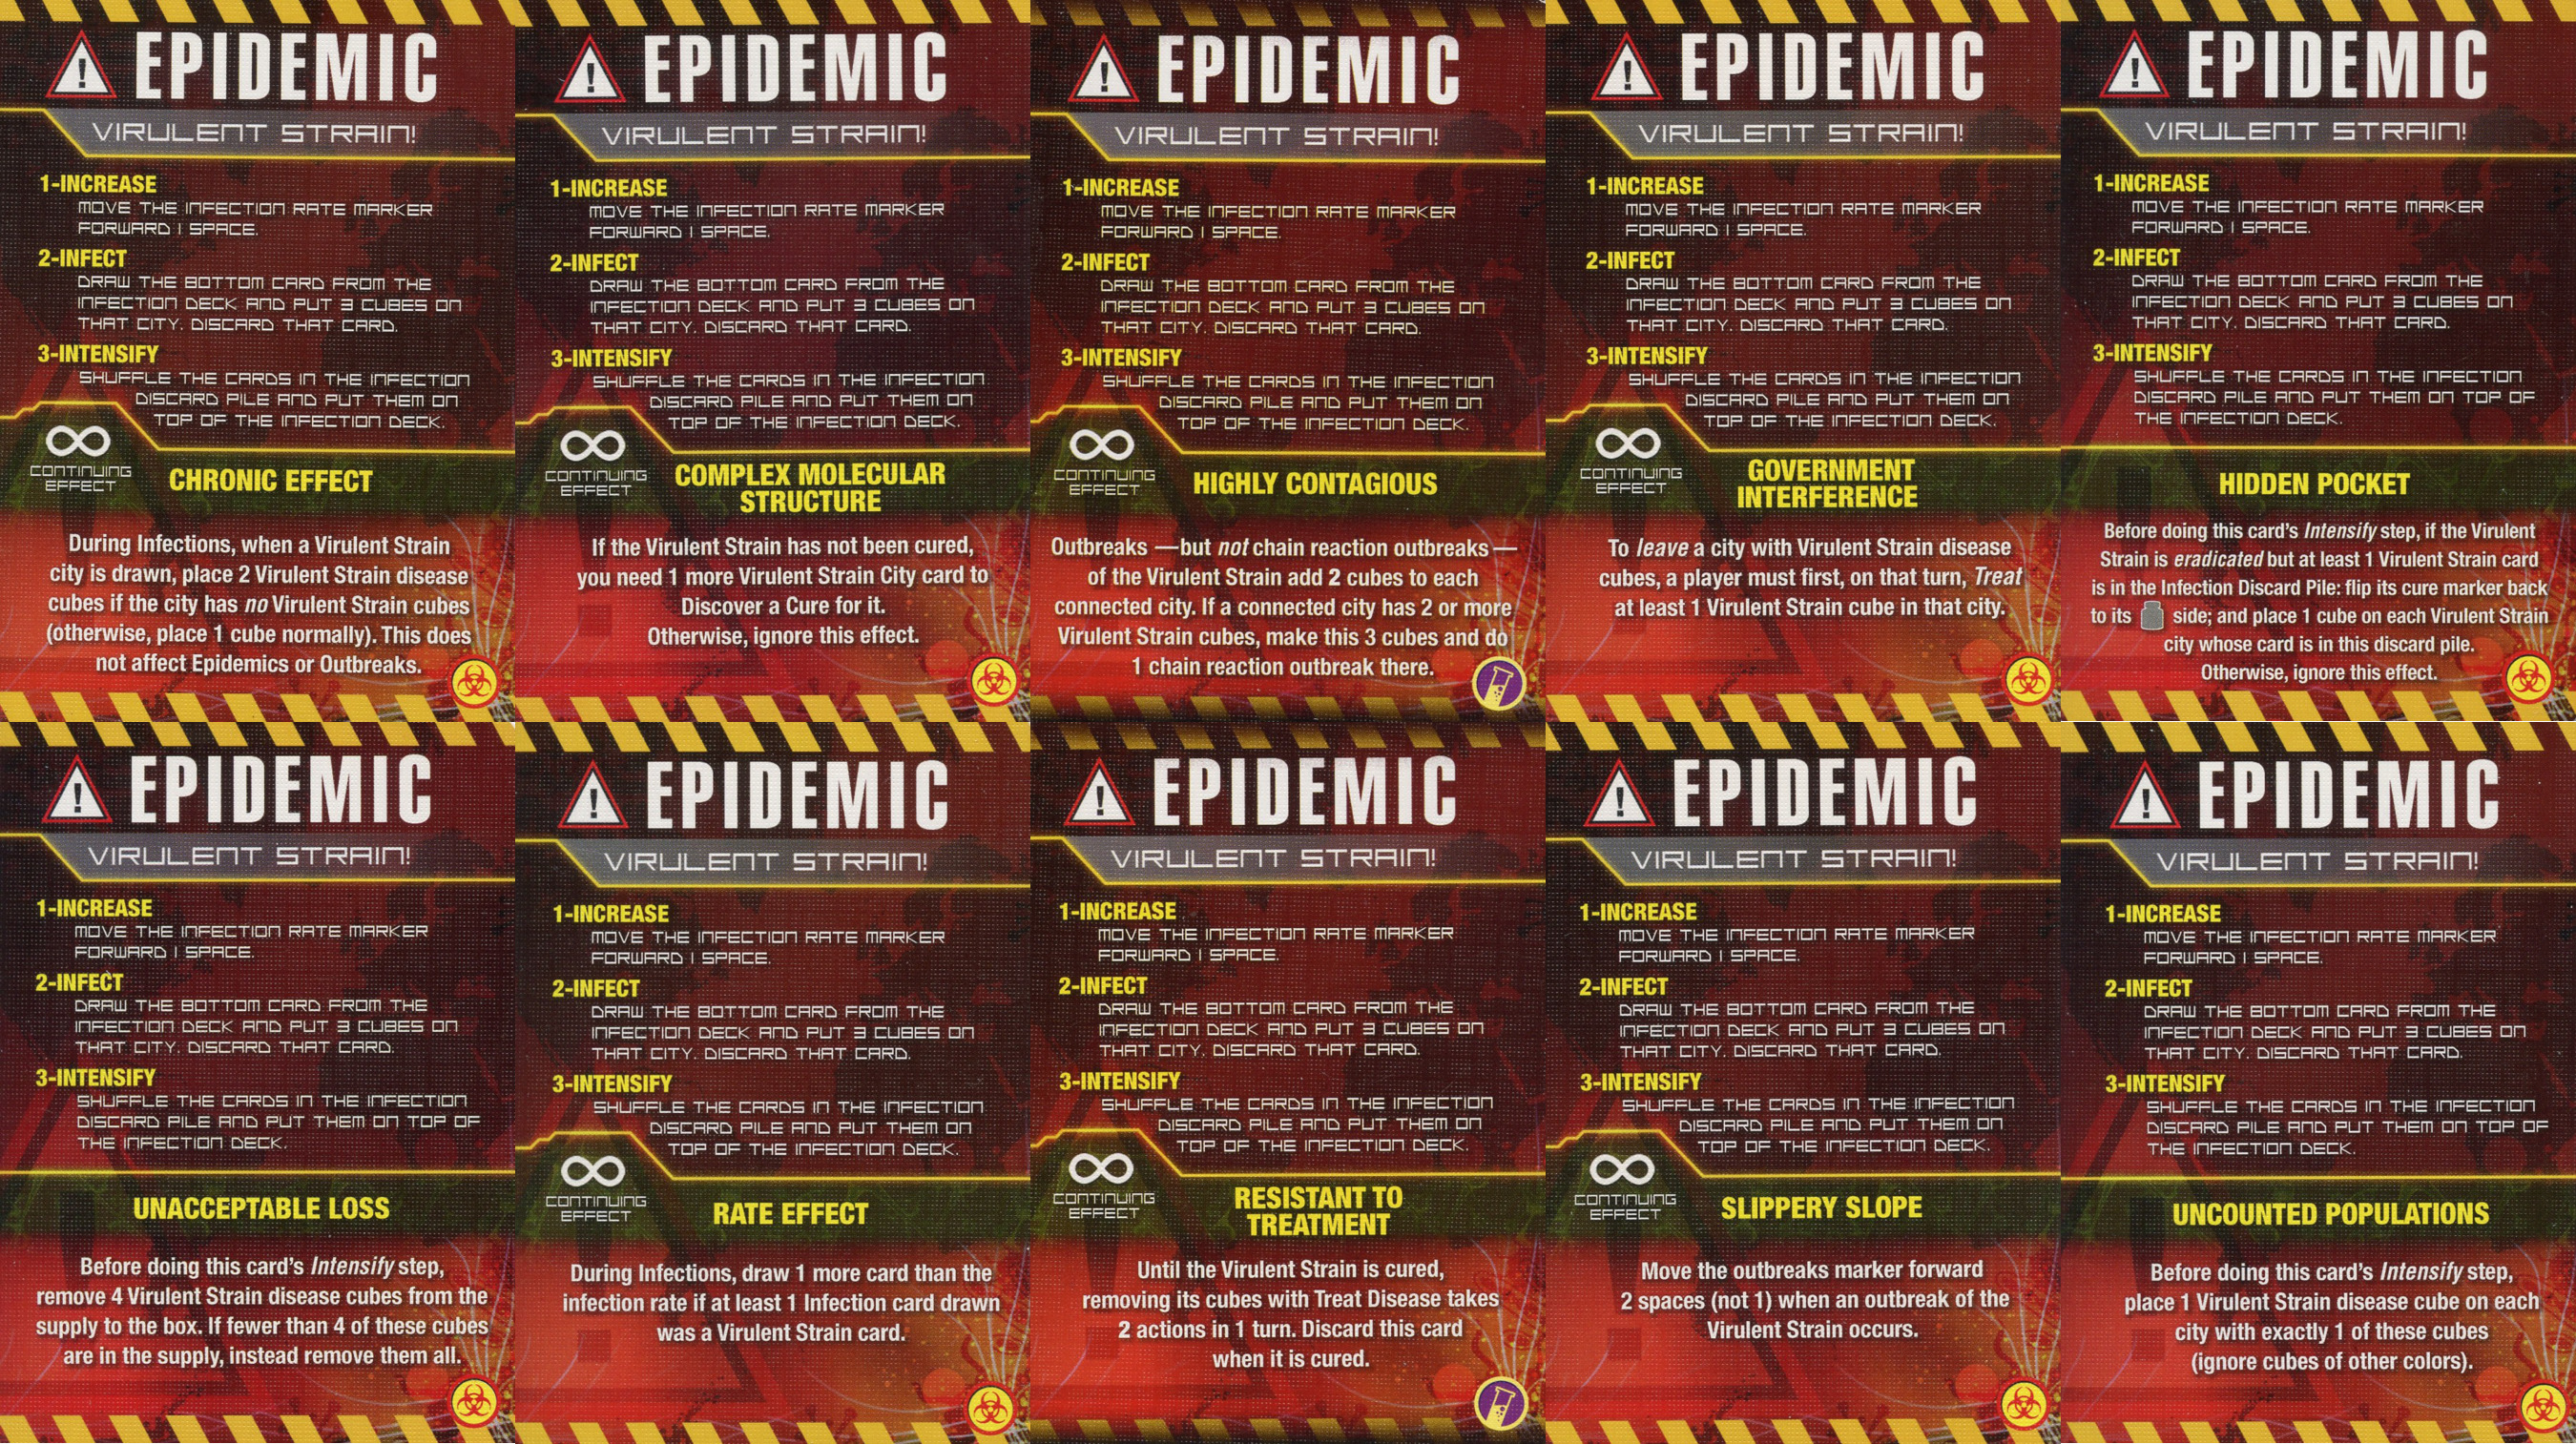 EPIDEMIC
VIRULENT STRAIN!
1-INCREASE
MOVE THE INFECTION RATE MARKER
FORWARD 1 SPACE.
2-INFECT
DRAW THE BOTTOM CARD FROM THE
INFECTION DECK AND PUT 3 CUBES ON
THAT CITY. DISCARD THAT CARD.
3-INTENSIFY
SHUFFLE THE CARDS IN THE INFECTION
DISCARD PILE AND PUT THEM ON
TOP OF THE INFECTION DECK.
CONTINUING
EFFECT
CHRONIC EFFECT
During Infections, when a Virulent Strain
city is drawn, place 2 Virulent Strain disease
cubes if the city has no Virulent Strain cubes
(otherwise, place 1 cube normally). This does
not affect Epidemics or Outbreaks.
EPIDEMIC
VIRULENT STRAIN!
1-INCREASE
MOVE THE INFECTION RATE MARKER
FORWARD 1 SPACE.
2-INFECT
DRAW THE BOTTOM CARD FROM THE
INFECTION DECK AND PUT 3 CUBES ON
THAT CITY. DISCARD THAT CARD.
3-INTENSIFY
SHUFFLE THE CARDS IN THE INFECTION
DISCARD PILE AND PUT THEM ON
TOP OF THE INFECTION DECK.
CONTINUING
EFFECT
COMPLEX MOLECULAR
STRUCTURE
If the Virulent Strain has not been cured,
you need 1 more Virulent Strain City card to
Discover a Cure for it.
Otherwise, ignore this effect.
EPIDEMIC
VIRULENT STRAIN!
1-INCREASE
MOVE THE INFECTION RATE MARKER
FORWARD 1 SPACE.
2-INFECT
DRAW THE BOTTOM CARD FROM THE
INFECTION DECK AND PUT 3 CUBES ON
THAT CITY. DISCARD THAT CARD.
3-INTENSIFY
SHUFFLE THE CARDS IN THE INFECTION
DISCARD PILE AND PUT THEM ON
TOP OF THE INFECTION DECK.
CONTINUING
EFFECT
HIGHLY CONTAGIOUS
Outbreaks —but not chain reaction outbreaks —
of the Virulent Strain add 2 cubes to each
connected city. If a connected city has 2 or more
Virulent Strain cubes, make this 3 cubes and do
1 chain reaction outbreak there.
EPIDEMIC
VIRULENT STRAIN!
1-INCREASE
MOVE THE INFECTION RATE MARKER
FORWARD 1 SPACE.
2-INFECT
DRAW THE BOTTOM CARD FROM THE
INFECTION DECK AND PUT 3 CUBES ON
THAT CITY. DISCARD THAT CARD.
3-INTENSIFY
SHUFFLE THE CARDS IN THE INFECTION
DISCARD PILE AND PUT THEM ON
TOP OF THE INFECTION DECK.
CONTINUING
EFFECT
GOVERNMENT
INTERFERENCE
To leave a city with Virulent Strain disease
cubes, a player must first, on that turn, Treat
at least 1 Virulent Strain cube in that city.
EPIDEMIC
VIRULENT STRAIN!
1-INCREASE
MOVE THE INFECTION RATE MARKER
FORWARD 1 SPACE.
2-INFECT
DRAW THE BOTTOM CARD FROM THE
INFECTION DECK AND PUT 3 CUBES ON
THAT CITY. DISCARD THAT CARD.
3-INTENSIFY
SHUFFLE THE CARDS IN THE INFECTION
DISCARD PILE AND PUT THEM ON TOP OF
THE INFECTION DECK.
HIDDEN POCKET
Before doing this card's Intensify step, if the Virulent
Strain is eradicated but at least 1 Virulent Strain card
is in the Infection Discard Pile: flip its cure marker back
to its side; and place 1 cube on each Virulent Strain
city whose card is in this discard pile.
Otherwise, ignore this effect.
EPIDEMIC
VIRULENT STRAIN!
1-INCREASE
MOVE THE INFECTION RATE MARKER
FORWARD 1 SPACE.
2-INFECT
DRAW THE BOTTOM CARD FROM THE
INFECTION DECK AND PUT 3 CUBES ON
THAT CITY. DISCARD THAT CARD.
3-INTENSIFY
SHUFFLE THE CARDS IN THE INFECTION
DISCARD PILE AND PUT THEM ON TOP OF
THE INFECTION DECK.
UNACCEPTABLE LOSS
Before doing this card's Intensify step,
remove 4 Virulent Strain disease cubes from the
supply to the box. If fewer than 4 of these cubes
are in the supply, instead remove them all.
EPIDEMIC
VIRULENT STRAIN!
1-INCREASE
MOVE THE INFECTION RATE MARKER
FORWARD 1 SPACE.
2-INFECT
DRAW THE BOTTOM CARD FROM THE
INFECTION DECK AND PUT 3 CUBES ON
THAT CITY. DISCARD THAT CARD.
3-INTENSIFY
SHUFFLE THE CARDS IN THE INFECTION
DISCARD PILE AND PUT THEM ON
TOP OF THE INFECTION DECK.
CONTINUING
EFFECT
RATE EFFECT
During Infections, draw 1 more card than the
infection rate if at least 1 Infection card drawn
was a Virulent Strain card.
EPIDEMIC
VIRULENT STRAIN!
1-INCREASE
MOVE THE INFECTION RATE MARKER
FORWARD 1 SPACE.
2-INFECT
DRAW THE BOTTOM CARD FROM THE
INFECTION DECK AND PUT 3 CUBES ON
THAT CITY. DISCARD THAT CARD.
3-INTENSIFY
SHUFFLE THE CARDS IN THE INFECTION
DISCARD PILE AND PUT THEM ON
TOP OF THE INFECTION DECK.
CONTINUING
EFFECT
RESISTANT TO
TREATMENT
Until the Virulent Strain is cured,
removing its cubes with Treat Disease takes
2 actions in 1 turn. Discard this card
when it is cured.
EPIDEMIC
VIRULENT STRAIN!
1-INCREASE
MOVE THE INFECTION RATE MARKER
FORWARD 1 SPACE.
2-INFECT
DRAW THE BOTTOM CARD FROM THE
INFECTION DECK AND PUT 3 CUBES ON
THAT CITY. DISCARD THAT CARD.
3-INTENSIFY
SHUFFLE THE CARDS IN THE INFECTION
DISCARD PILE AND PUT THEM ON
TOP OF THE INFECTION DECK.
CONTINUING
EFFECT
SLIPPERY SLOPE
Move the outbreaks marker forward
2 spaces (not 1) when an outbreak of the
Virulent Strain occurs.
EPIDEMIC
VIRULENT STRAIN!
1-INCREASE
MOVE THE INFECTION RATE MARKER
FORWARD 1 SPACE.
2-INFECT
DRAW THE BOTTOM CARD FROM THE
INFECTION DECK AND PUT 3 CUBES ON
THAT CITY. DISCARD THAT CARD.
3-INTENSIFY
SHUFFLE THE CARDS IN THE INFECTION
DISCARD PILE AND PUT THEM ON TOP OF
THE INFECTION DECK.
UNCOUNTED POPULATIONS
Before doing this card's Intensify step,
place 1 Virulent Strain disease cube on each
city with exactly 1 of these cubes
(ignore cubes of other colors).